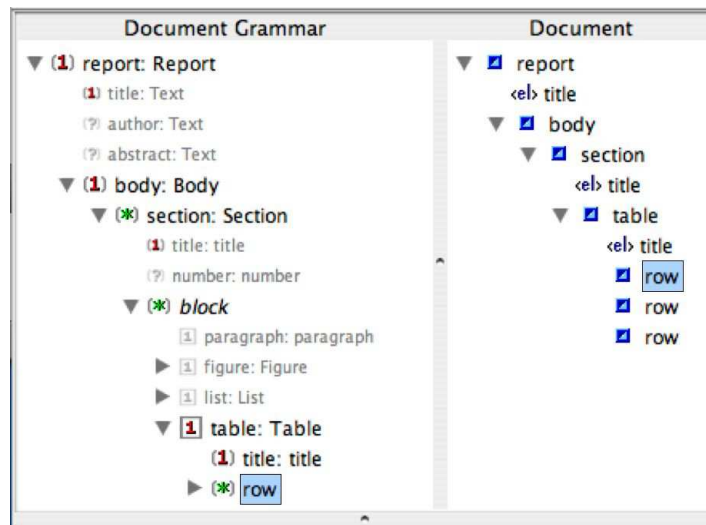 Document Grammar
(1) report: Report
(1) title: Text
(?) author: Text
(?) abstract: Text
(1) body: Body
(*) section: Section
(1) title: title
(?) number: number
(*) block
1 paragraph: paragraph
1 figure: Figure
1 list: List
1 table: Table
(1) title: title
(*) row
Document
report
<el> title
body
section
<el> title
table
<el> title
row
row
row